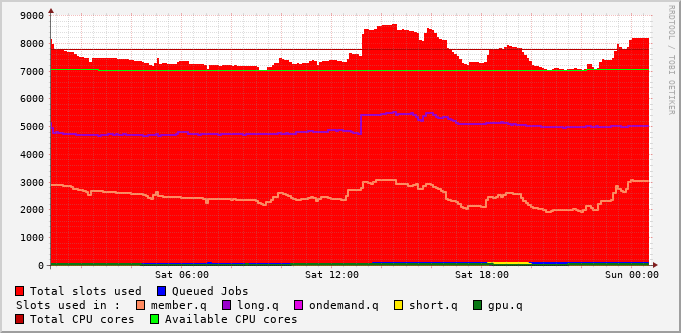 RRDTOOL / TOBI OETIKER
9000
8000
7000
6000
5000
4000
3000
2000
1000
0
Sat 06:00 Sat 12:00 Sat 18:00 Sun 00:00
Total slots used Queued Jobs
Slots used in : member.q long.q ondemand.q short.q gpu.q
Total CPU cores Available CPU cores